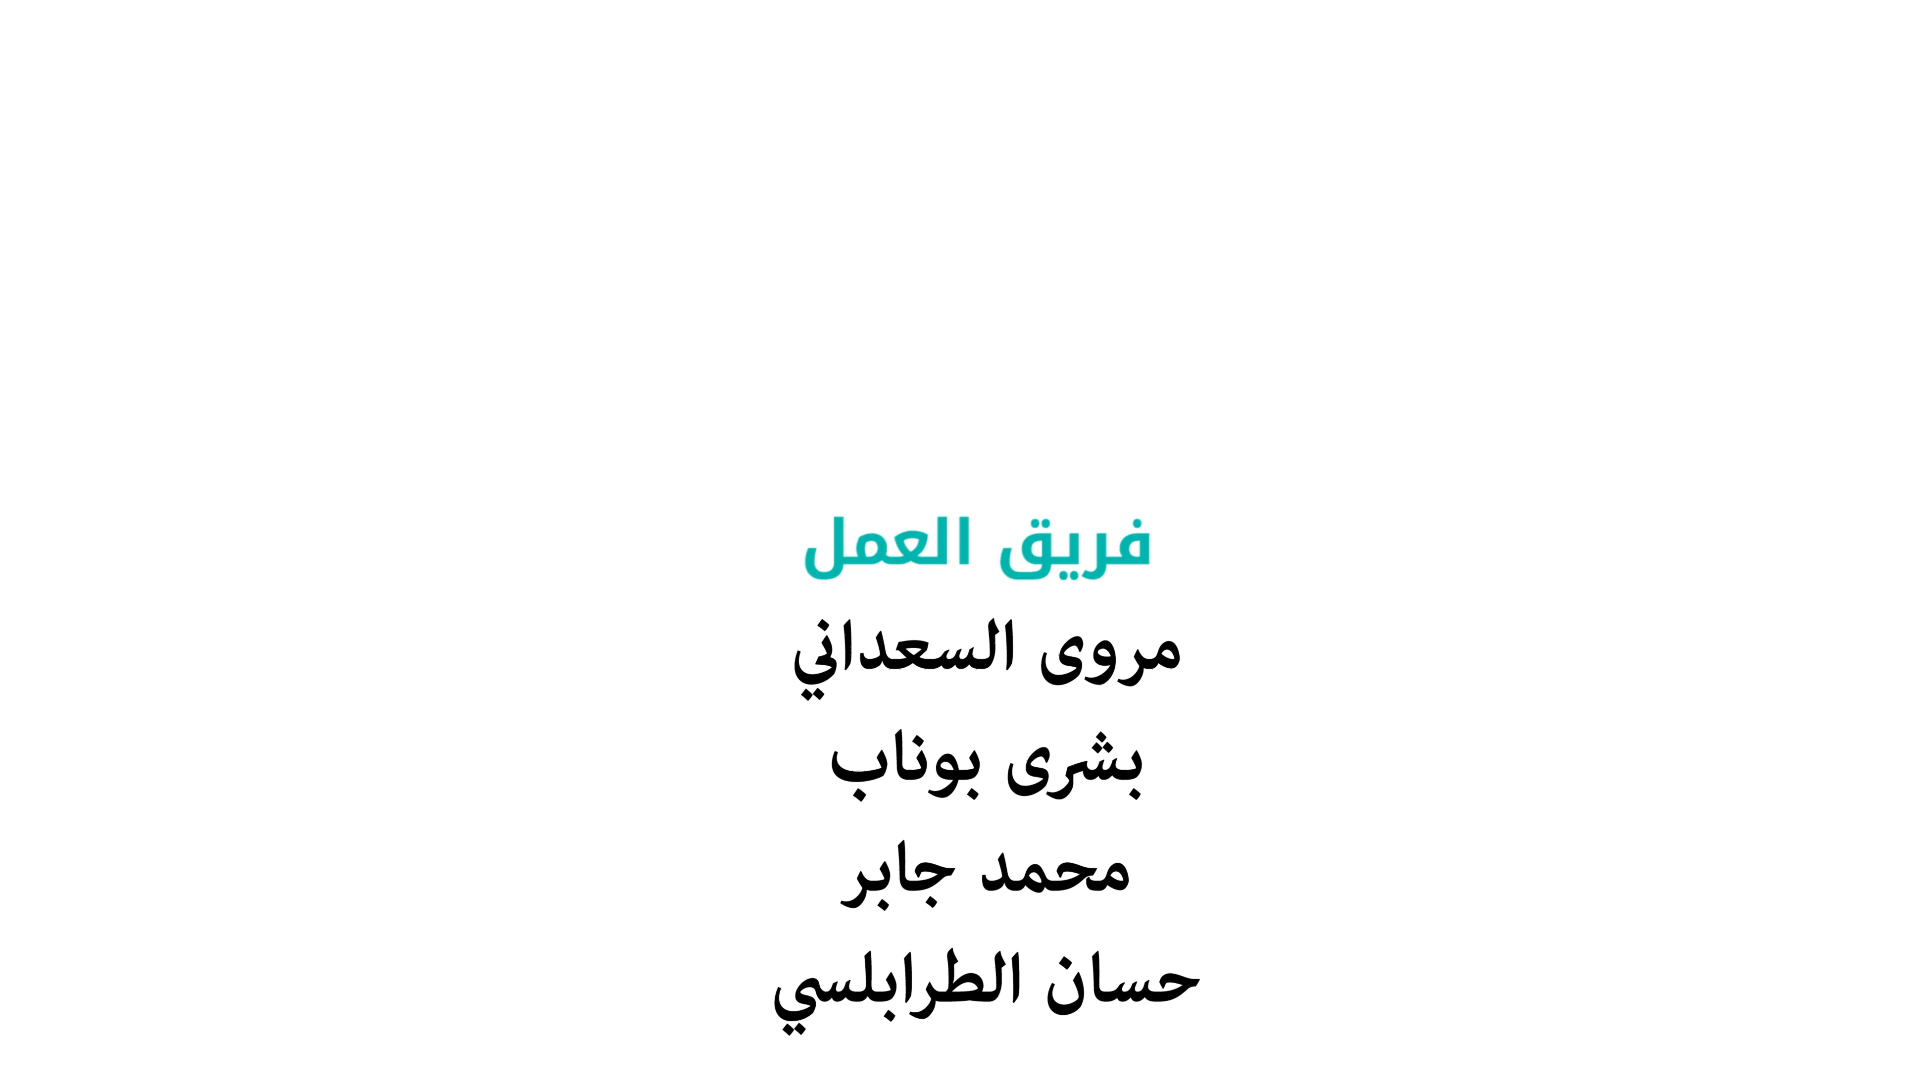 فريق العمل
مروى السعداني
بشرى بوناب
محمد جابر
حسان الطرابلسي